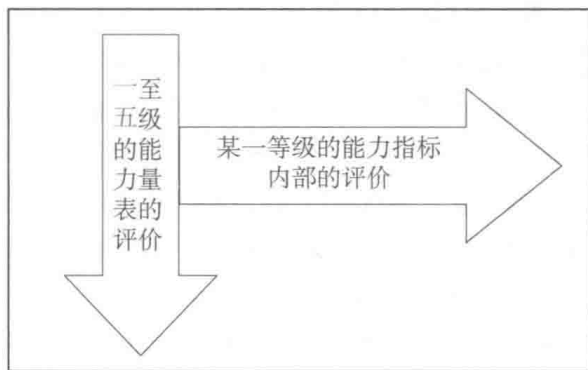 一至
五级
的能
力量
表的
评价
某一等级的能力指标
内部的评价